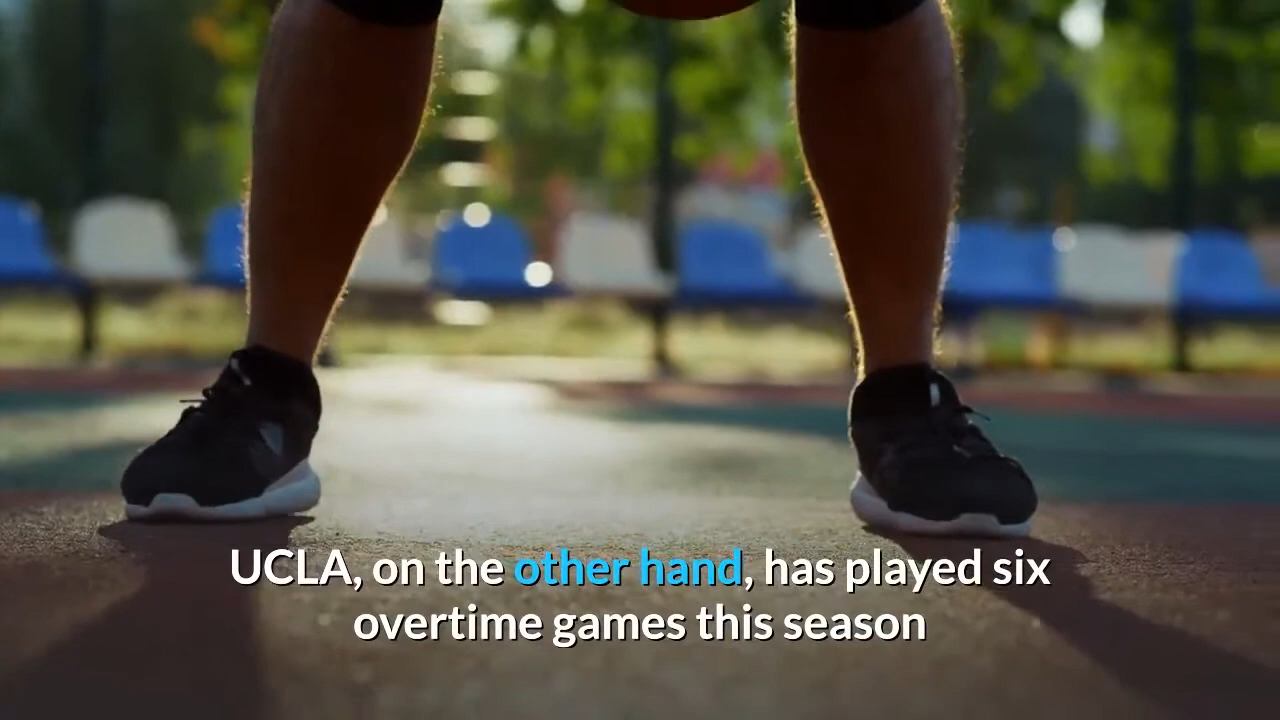 UCLA, on the other hand, has played six
overtime games this season